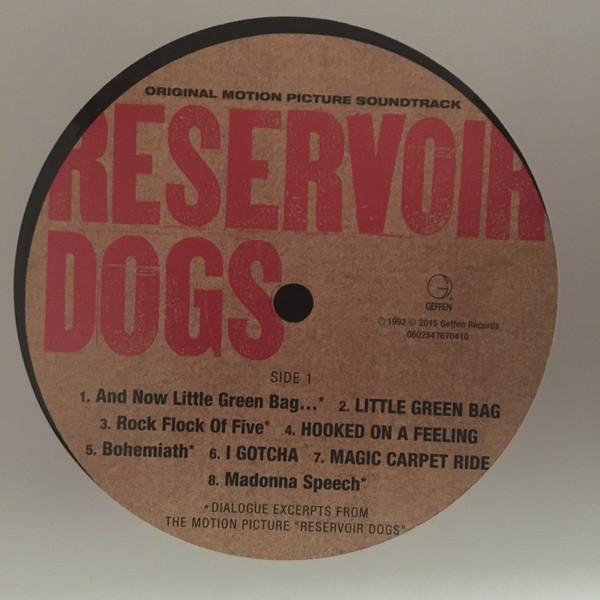 ORIGINAL MOTION PICTURE SOUNDTRACK
RESERVOIR
DOGS
G
GEFFEN
℗ 1992 © 2015 Geffen Records
0602547670410
SIDE 1
1. And Now Little Green Bag...* 2. LITTLE GREEN BAG
3. Rock Flock Of Five* 4. HOOKED ON A FEELING
5. Bohemiath* 6. I GOTCHA 7. MAGIC CARPET RIDE
8. Madonna Speech*
*DIALOGUE EXCERPTS FROM
THE MOTION PICTURE "RESERVOIR DOGS"